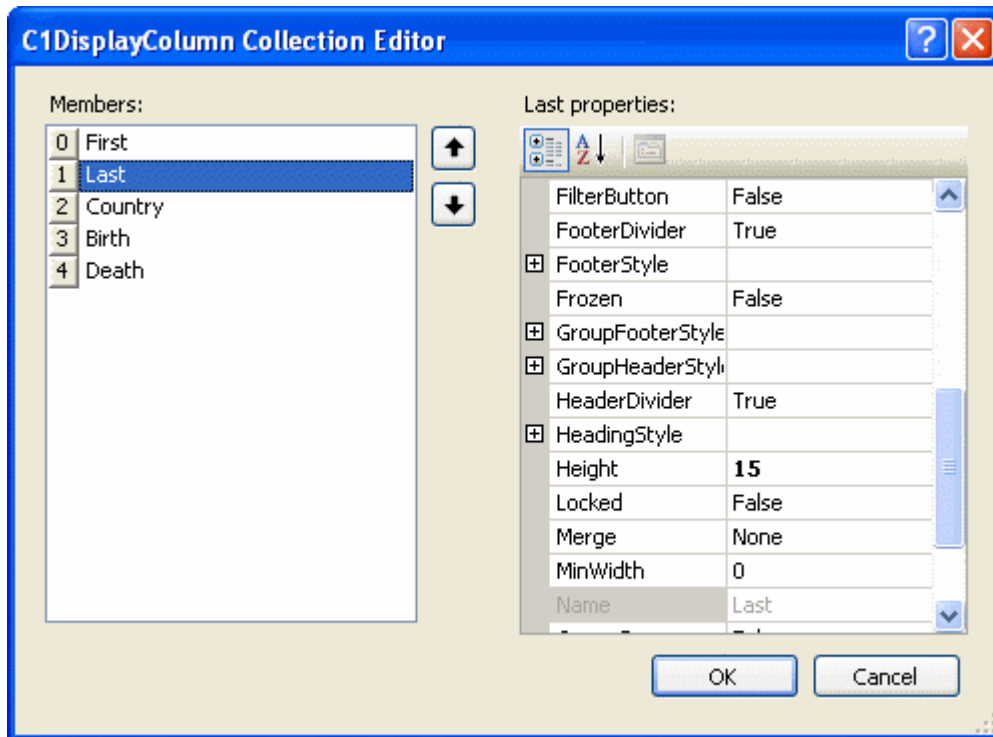 C1DisplayColumn Collection Editor
Members:
0 First
1 Last
2 Country
3 Birth
4 Death
Last properties:
FilterButton False
FooterDivider True
FooterStyle
Frozen False
GroupFooterStyle
GroupHeaderStyl
HeaderDivider True
HeadingStyle
Height 15
Locked False
Merge None
MinWidth 0
Name Last
OK Cancel